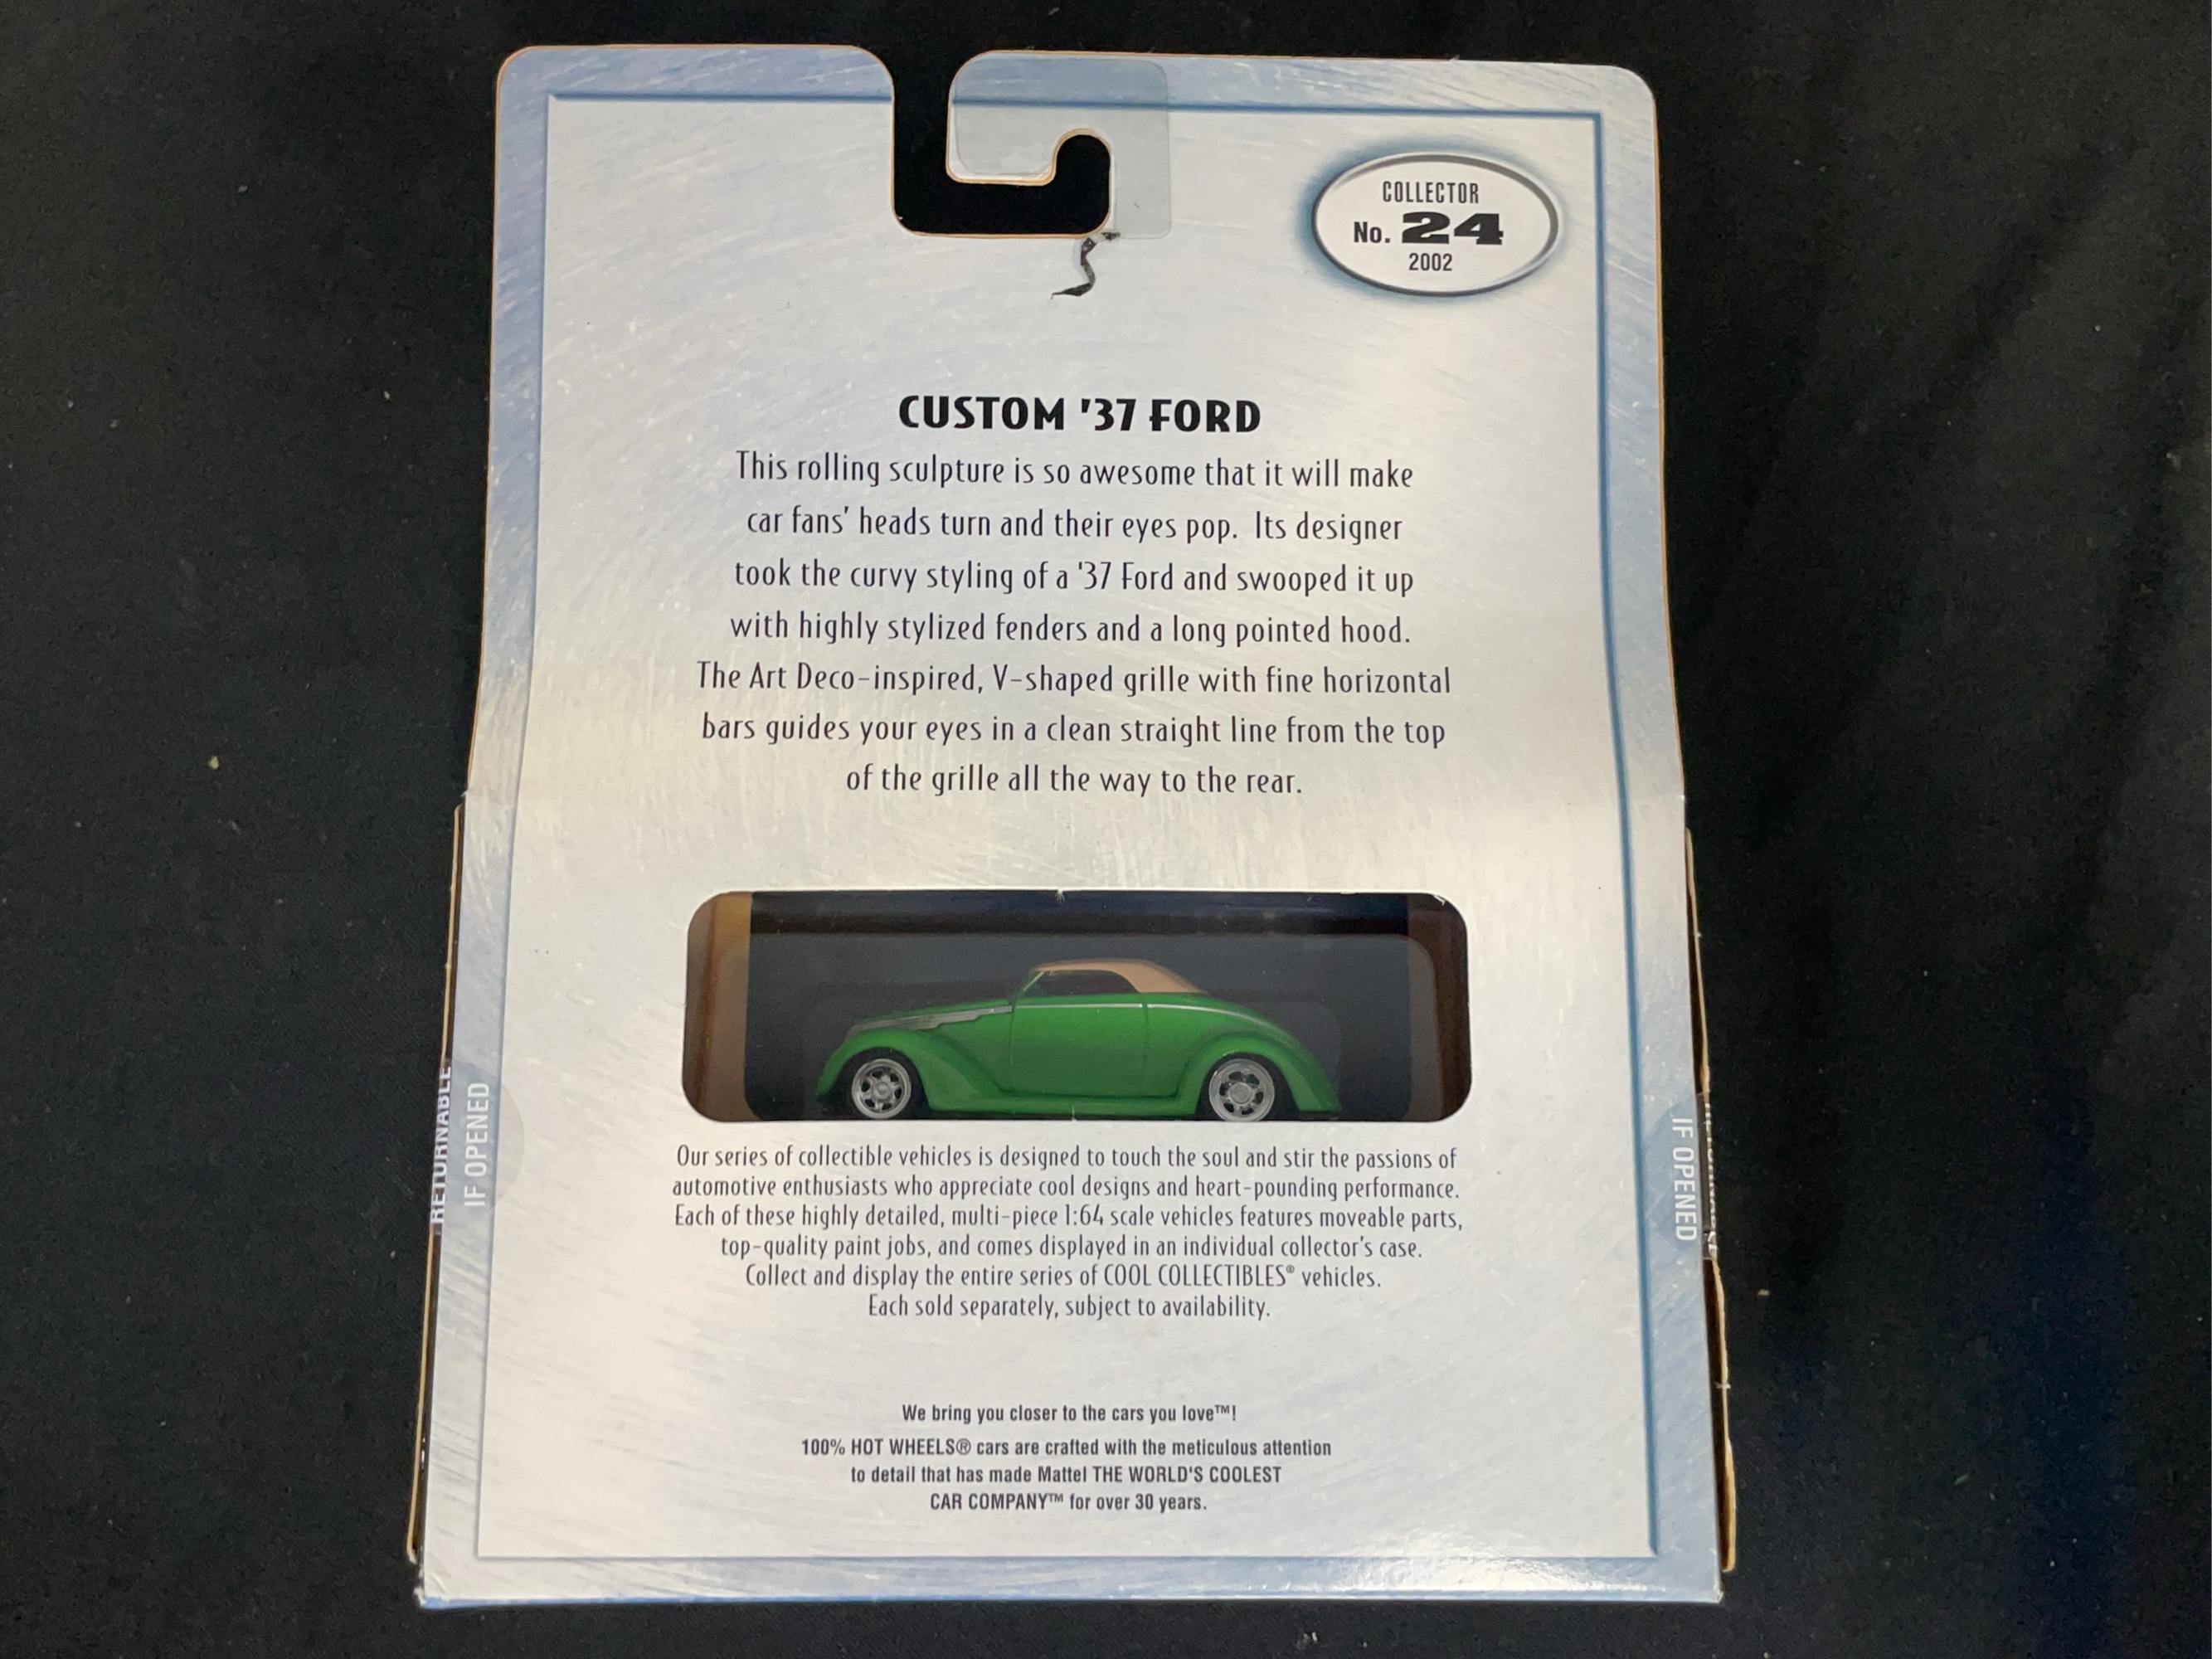 COLLECTOR
No. 24
2002
CUSTOM '37 FORD
This rolling sculpture is so awesome that it will make
car fans' heads turn and their eyes pop. Its designer
took the curvy styling of a '37 Ford and swooped it up
with highly stylized fenders and a long pointed hood.
The Art Deco-inspired, V-shaped grille with fine horizontal
bars guides your eyes in a clean straight line from the top
of the grille all the way to the rear.
RETURNABLE
IF OPENED
IF OPENED
Our series of collectible vehicles is designed to touch the soul and stir the passions of
automotive enthusiasts who appreciate cool designs and heart-pounding performance.
Each of these highly detailed, multi-piece 1:64 scale vehicles features moveable parts,
top-quality paint jobs, and comes displayed in an individual collector's case.
Collect and display the entire series of COOL COLLECTIBLES® vehicles.
Each sold separately, subject to availability.
We bring you closer to the cars you love™!
100% HOT WHEELS® cars are crafted with the meticulous attention
to detail that has made Mattel THE WORLD'S COOLEST
CAR COMPANY™ for over 30 years.